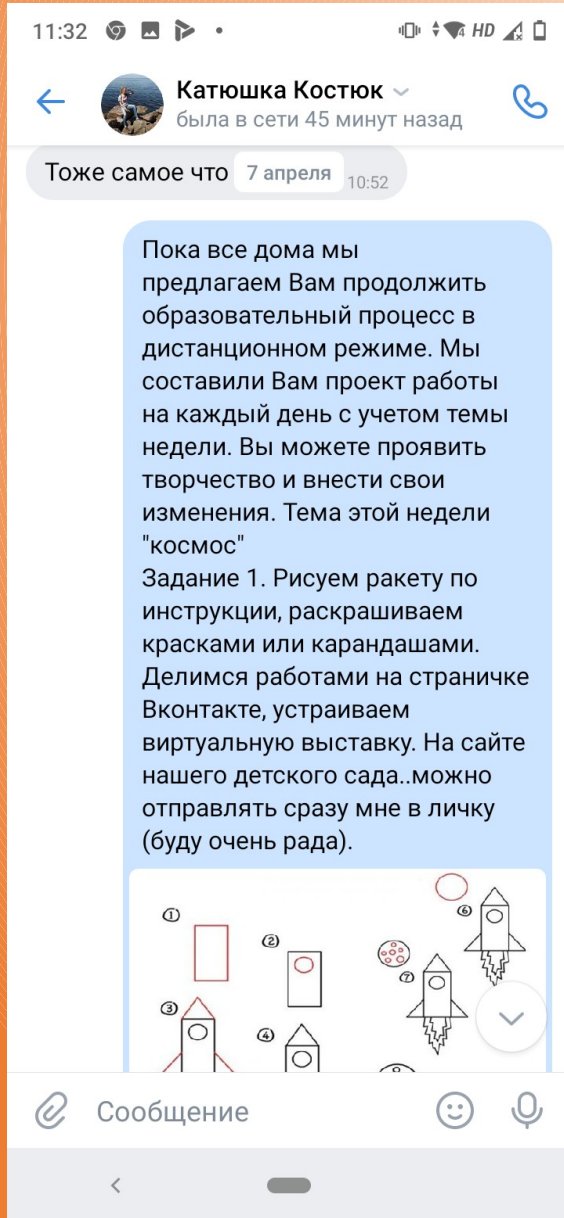 11:32
HD
Катюшка Костюк
была в сети 45 минут назад
Тоже самое что
7 апреля
10:52
Пока все дома мы
предлагаем Вам продолжить
образовательный процесс в
дистанционном режиме. Мы
составили Вам проект работы
на каждый день с учетом темы
недели. Вы можете проявить
творчество и внести свои
изменения. Тема этой недели
"космос"
Задание 1. Рисуем ракету по
инструкции, раскрашиваем
красками или карандашами.
Делимся работами на страничке
Вконтакте, устраиваем
виртуальную выставку. На сайте
нашего детского сада..можно
отправлять сразу мне в личку
(буду очень рада).
1
2
3
4
6
7
Сообщение